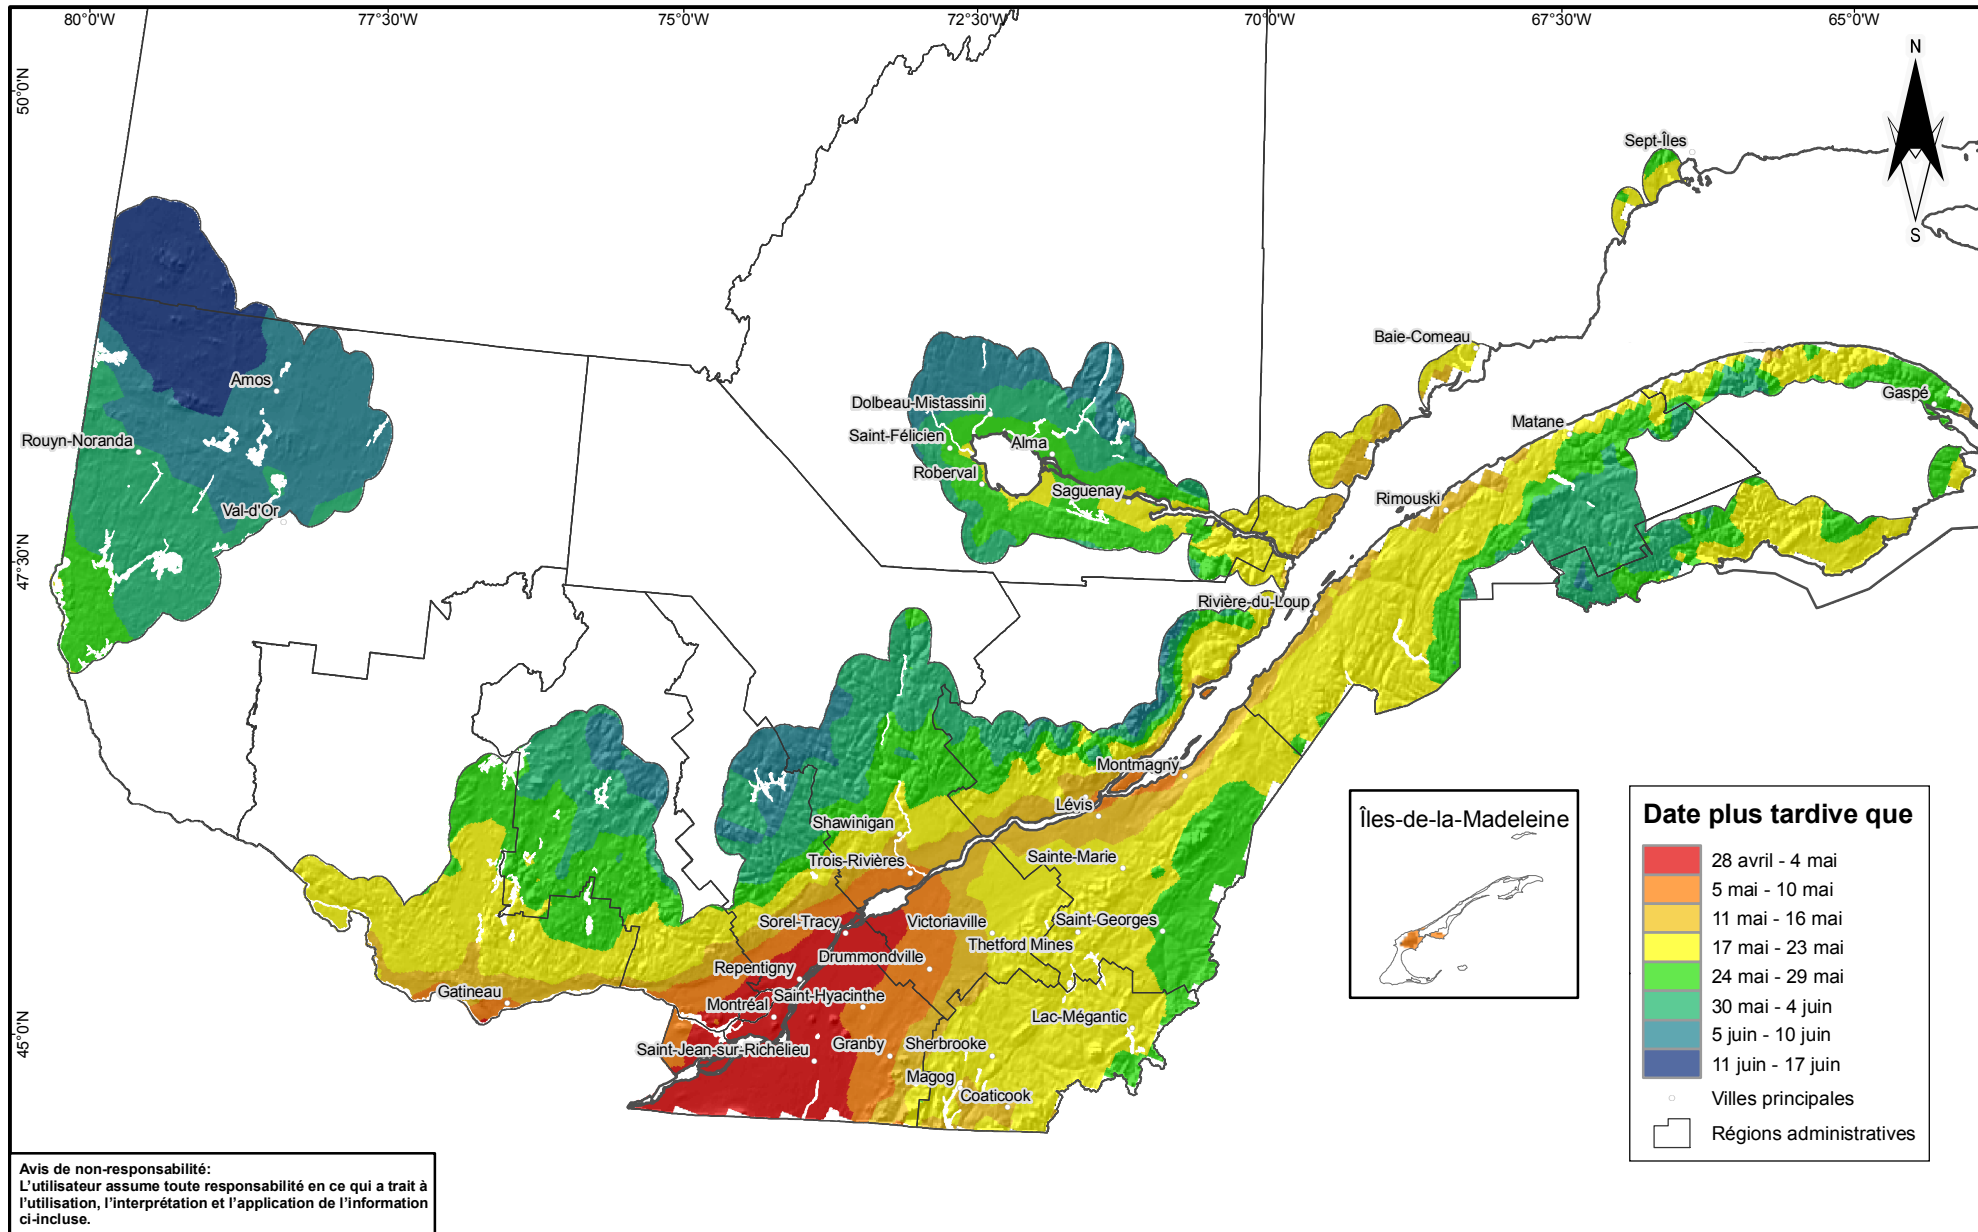 80°0'W 77°30'W 75°0'W 72°30'W 70°0'W 67°30'W 65°0'W
50°0'N
47°30'N
45°0'N
N
S
Sept-Îles
Baie-Comeau
Amos
Dolbeau-Mistassini
Gaspé
Matane
Rouyn-Noranda
Saint-Félicien
Alma
Roberval
Saguenay
Rimouski
Val-d'Or
Rivière-du-Loup
Montmagny
Lévis
Shawinigan
Trois-Rivières
Sainte-Marie
Sorel-Tracy
Victoriaville
Saint-Georges
Thetford Mines
Drummondville
Repentigny
Gatineau
Montréal
Saint-Hyacinthe
Lac-Mégantic
Saint-Jean-sur-Richelieu
Granby
Sherbrooke
Magog
Coaticook
Îles-de-la-Madeleine
Date plus tardive que
28 avril - 4 mai
5 mai - 10 mai
11 mai - 16 mai
17 mai - 23 mai
24 mai - 29 mai
30 mai - 4 juin
5 juin - 10 juin
11 juin - 17 juin
Villes principales
Régions administratives
Avis de non-responsabilité:
L'utilisateur assume toute responsabilité en ce qui a trait à
l'utilisation, l'interprétation et l'application de l'information
ci-incluse.